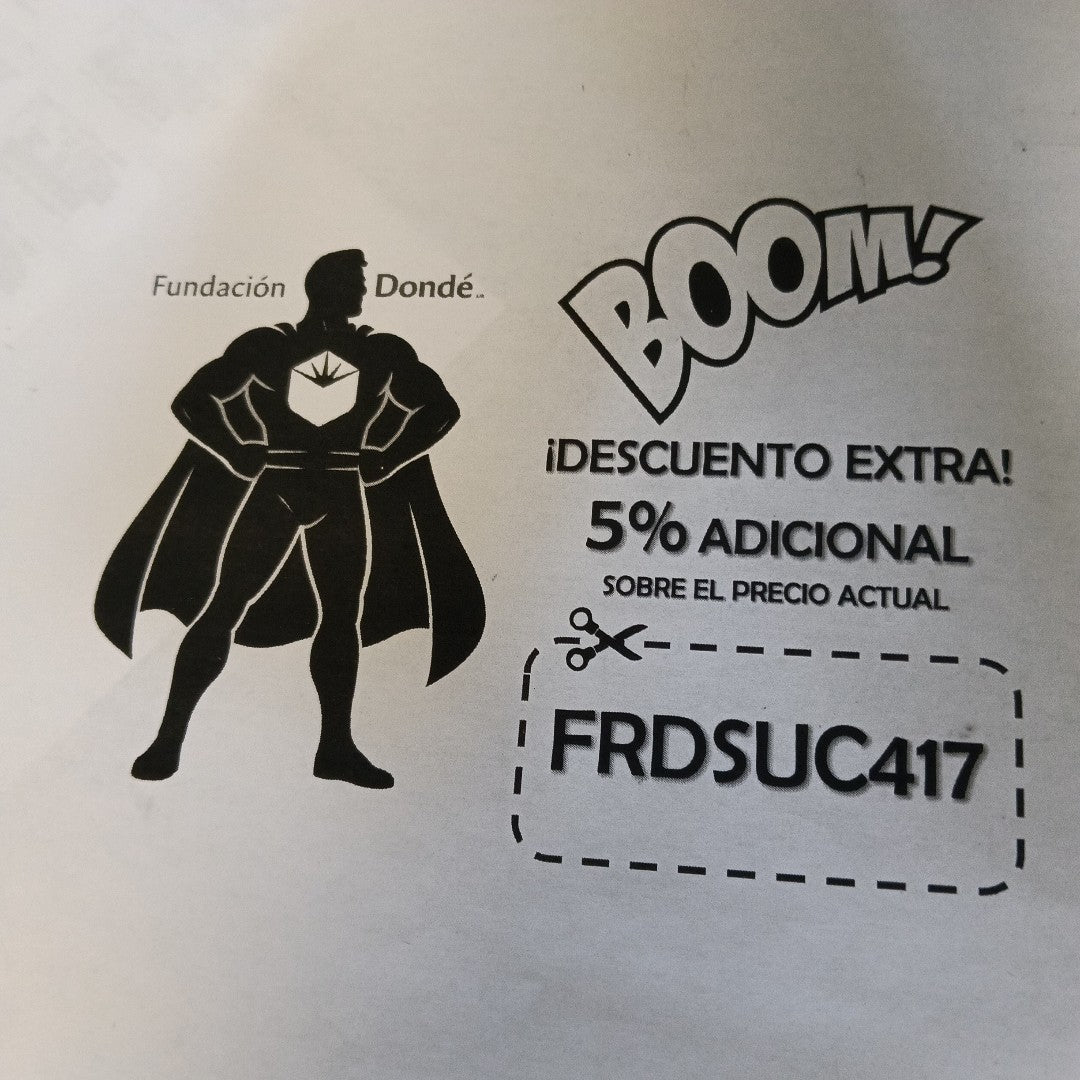 Fundación Dondé
BOOM!
¡DESCUENTO EXTRA!
5% ADICIONAL
SOBRE EL PRECIO ACTUAL
FRDSUC417